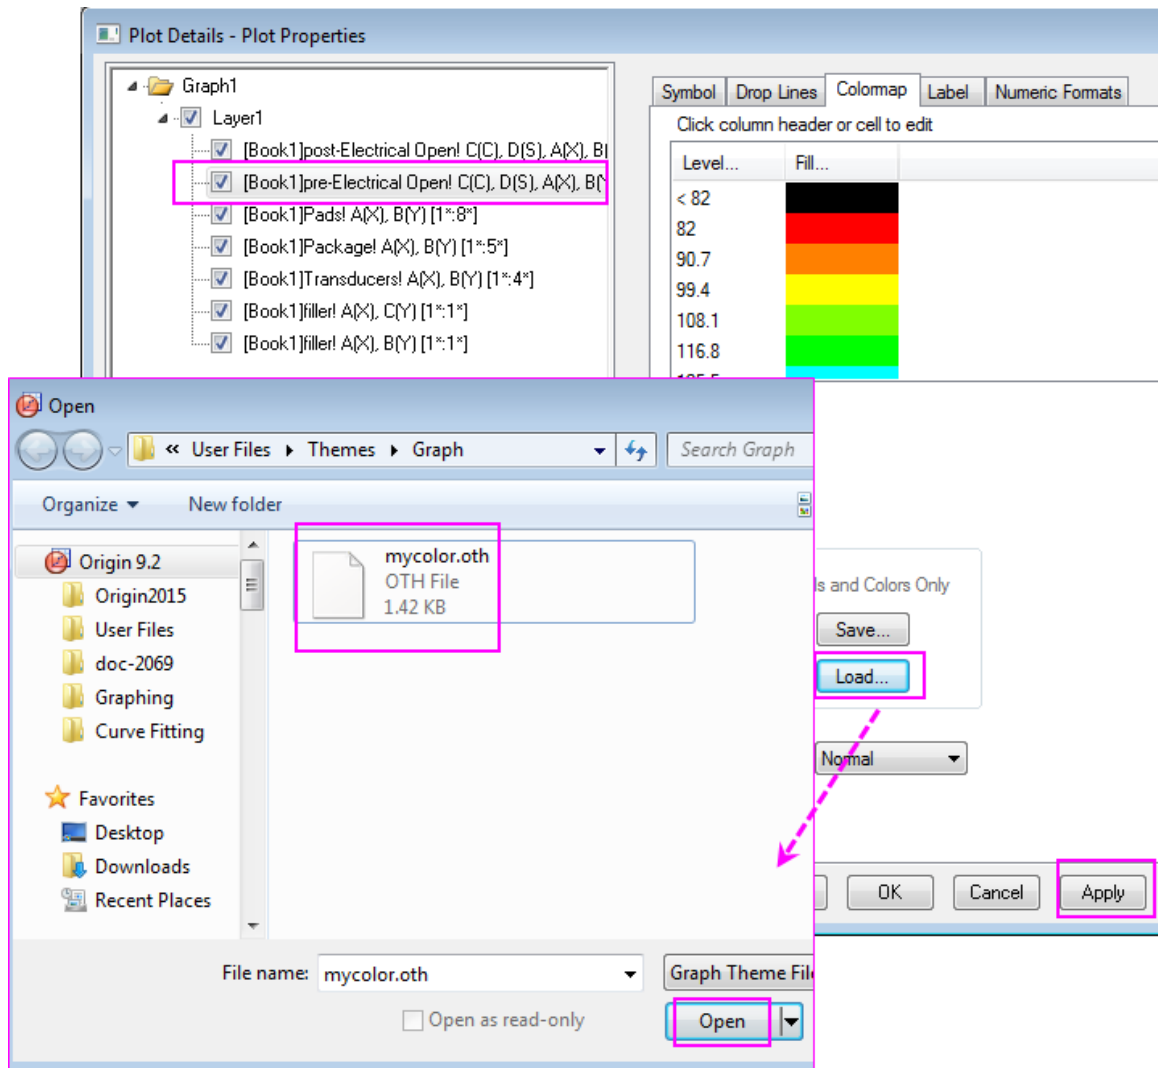 Plot Details - Plot Properties
Graph1
Layer1
[Book1]post-Electrical Open! C(C), D(S), A(X), B(
[Book1]pre-Electrical Open! C(C), D(S), A(X), B(Y
[Book1]Pads! A(X), B(Y) [1*:8*]
[Book1]Package! A(X), B(Y) [1*:5*]
[Book1]Transducers! A(X), B(Y) [1*:4*]
[Book1]filler! A(X), C(Y) [1*:1*]
[Book1]filler! A(X), B(Y) [1*:1*]
Symbol Drop Lines Colormap Label Numeric Formats
Click column header or cell to edit
Level... Fill...
< 82
82
90.7
99.4
108.1
116.8
Open
« User Files Themes Graph
Search Graph
Organize New folder
Origin 9.2
Origin2015
User Files
doc-2069
Graphing
Curve Fitting
Favorites
Desktop
Downloads
Recent Places
mycolor.oth
OTH File
1.42 KB
ls and Colors Only
Save...
Load...
Normal
OK Cancel Apply
File name: mycolor.oth
Graph Theme Fil
Open as read-only
Open